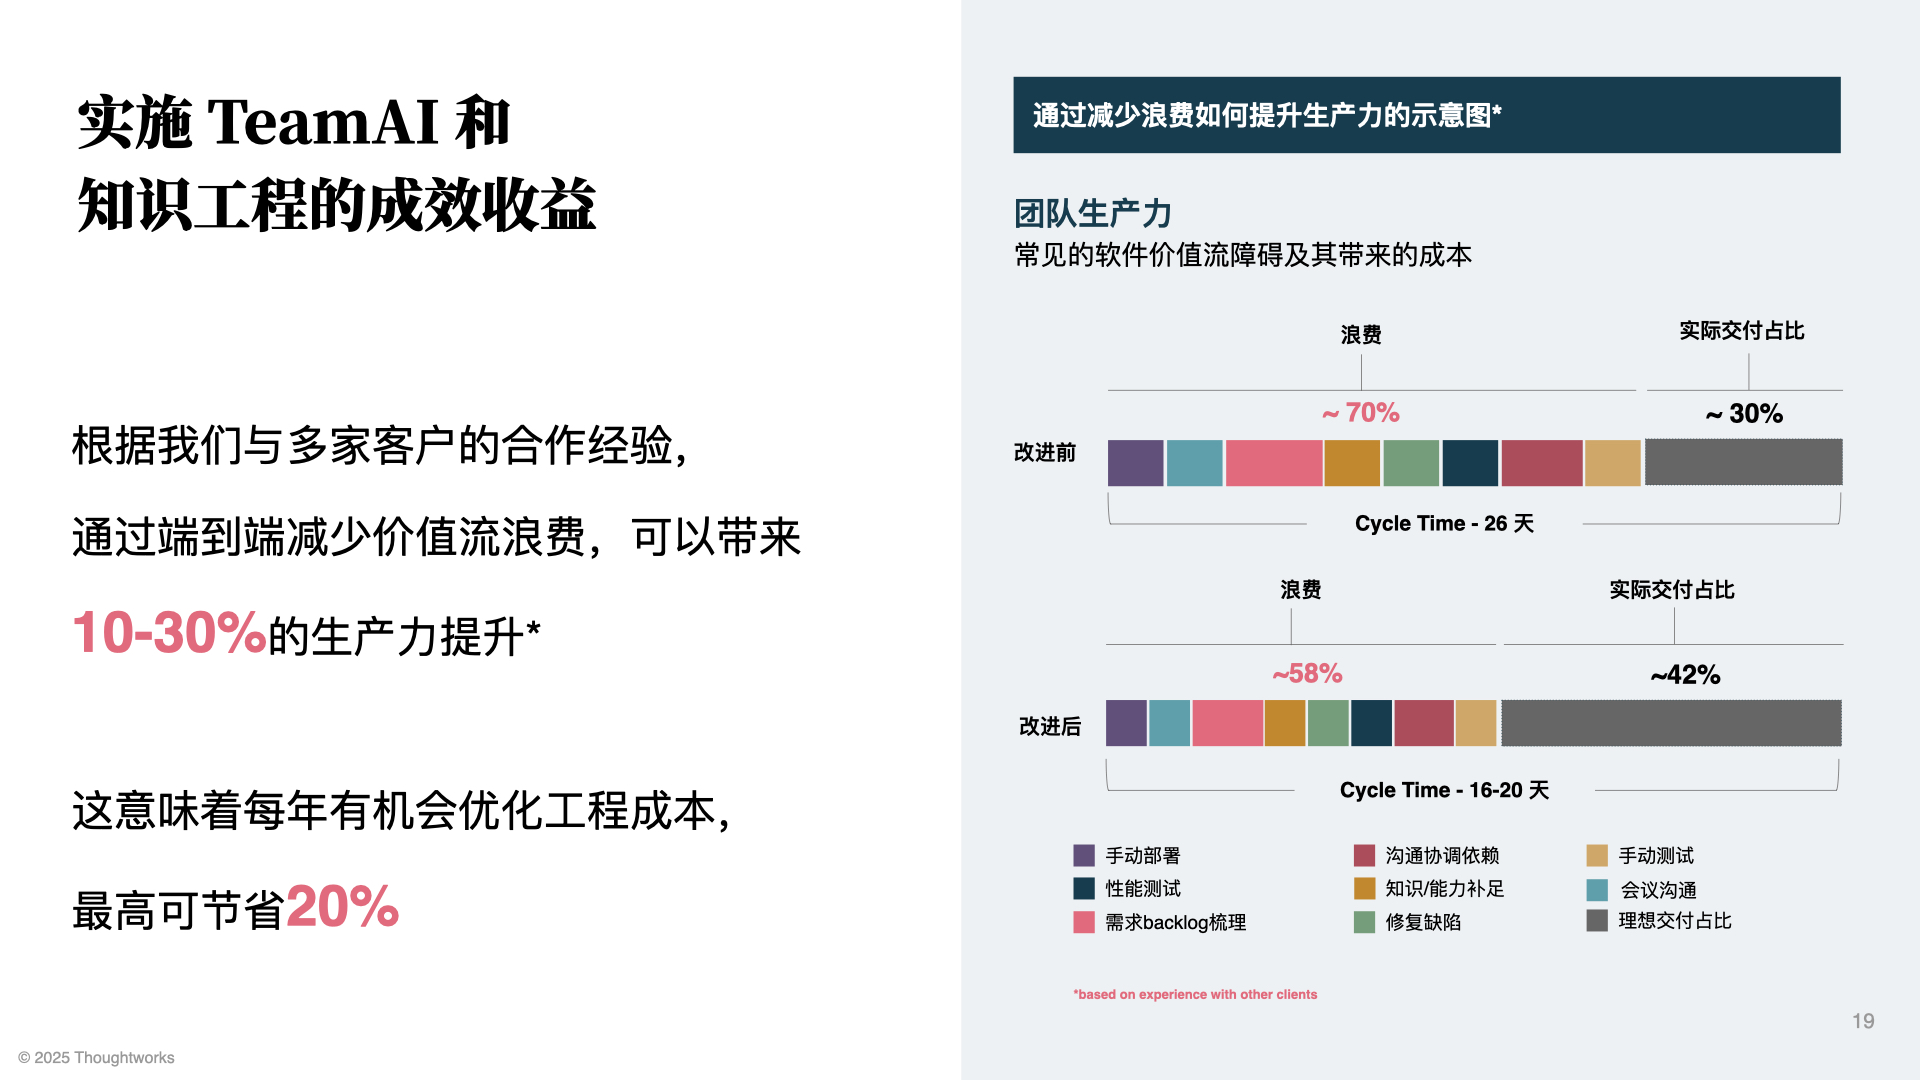 实施 TeamAI 和
知识工程的成效收益
根据我们与多家客户的合作经验，
通过端到端减少价值流浪费，可以带来
10-30%的生产力提升*
这意味着每年有机会优化工程成本，
最高可节省20%
© 2025 Thoughtworks
通过减少浪费如何提升生产力的示意图*
团队生产力
常见的软件价值流障碍及其带来的成本
浪费
实际交付占比
~ 70%
~ 30%
改进前
Cycle Time - 26 天
浪费
实际交付占比
~58%
~42%
改进后
Cycle Time - 16-20 天
手动部署
沟通协调依赖
手动测试
性能测试
知识/能力补足
会议沟通
需求backlog梳理
修复缺陷
理想交付占比
*based on experience with other clients
19